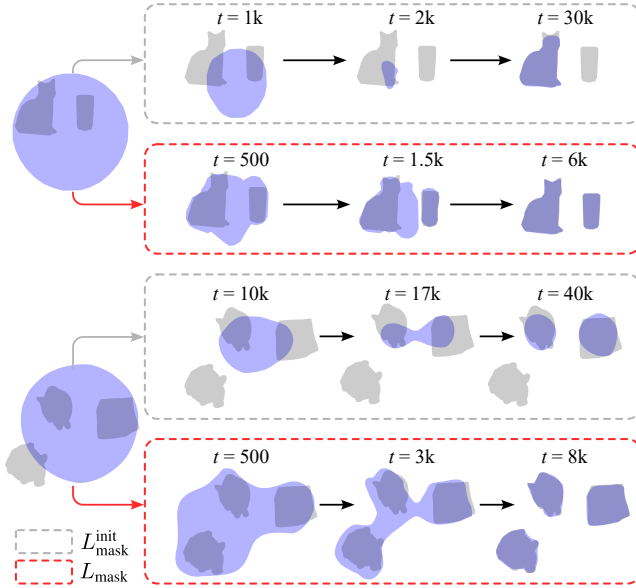 t = 1k t = 2k t = 30k
t = 500 t = 1.5k t = 6k
t = 10k t = 17k t = 40k
t = 500 t = 3k t = 8k
L_mask^init
L_mask